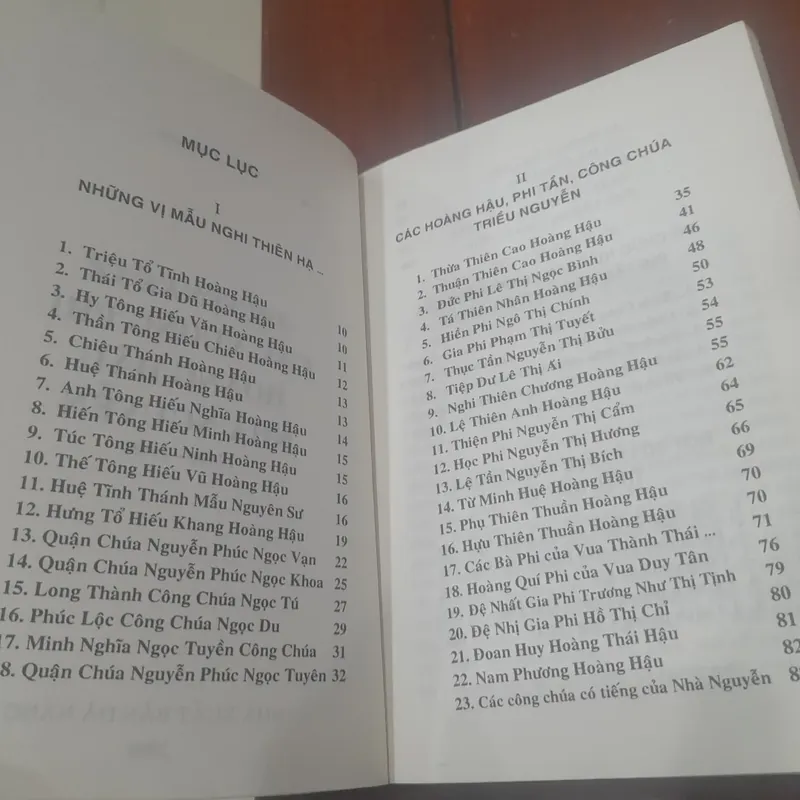 MỤC LỤC
I
NHỮNG VỊ MẪU NGHI THIÊN HẠ
1. Triệu Tổ Tĩnh Hoàng Hậu 10
2. Thái Tổ Gia Dũ Hoàng Hậu 10
3. Hy Tông Hiếu Văn Hoàng Hậu 11
4. Thần Tông Hiếu Chiêu Hoàng Hậu 12
5. Chiêu Thánh Hoàng Hậu 13
6. Huệ Thánh Hoàng Hậu 13
7. Anh Tông Hiếu Nghĩa Hoàng Hậu 14
8. Hiến Tông Hiếu Minh Hoàng Hậu 15
9. Túc Tông Hiếu Ninh Hoàng Hậu 15
10. Thế Tông Hiếu Vũ Hoàng Hậu 16
11. Huệ Tĩnh Thánh Mẫu Nguyên Sư 16
12. Hưng Tổ Hiếu Khang Hoàng Hậu 19
13. Quận Chúa Nguyễn Phúc Ngọc Vạn 22
14. Quận Chúa Nguyễn Phúc Ngọc Khoa 25
15. Long Thành Công Chúa Ngọc Tú 27
16. Phúc Lộc Công Chúa Ngọc Du 29
17. Minh Nghĩa Ngọc Tuyền Công Chúa 31
8. Quận Chúa Nguyễn Phúc Ngọc Tuyên 32
II
CÁC HOÀNG HẬU, PHI TẦN, CÔNG CHÚA
TRIỀU NGUYỄN
1. Thừa Thiên Cao Hoàng Hậu 35
2. Thuận Thiên Cao Hoàng Hậu 41
3. Đức Phi Lê Thị Ngọc Bình 46
4. Tá Thiên Nhân Hoàng Hậu 48
5. Hiền Phi Ngô Thị Chính 50
6. Gia Phi Phạm Thị Tuyết 53
7. Thục Tần Nguyễn Thị Bửu 54
8. Tiệp Dư Lê Thị Ái 55
9. Nghi Thiên Chương Hoàng Hậu 55
10. Lệ Thiên Anh Hoàng Hậu 62
11. Thiện Phi Nguyễn Thị Cẩm 64
12. Học Phi Nguyễn Thị Hương 65
13. Lệ Tần Nguyễn Thị Bích 66
14. Từ Minh Huệ Hoàng Hậu 69
15. Phụ Thiên Thuần Hoàng Hậu 70
16. Hựu Thiên Thuần Hoàng Hậu 70
17. Các Bà Phi của Vua Thành Thái ... 71
18. Hoàng Quí Phi của Vua Duy Tân 76
19. Đệ Nhất Gia Phi Trương Như Thị Tịnh 79
20. Đệ Nhị Gia Phi Hồ Thị Chỉ 80
21. Đoan Huy Hoàng Thái Hậu 81
22. Nam Phương Hoàng Hậu 82
23. Các công chúa có tiếng của Nhà Nguyễn